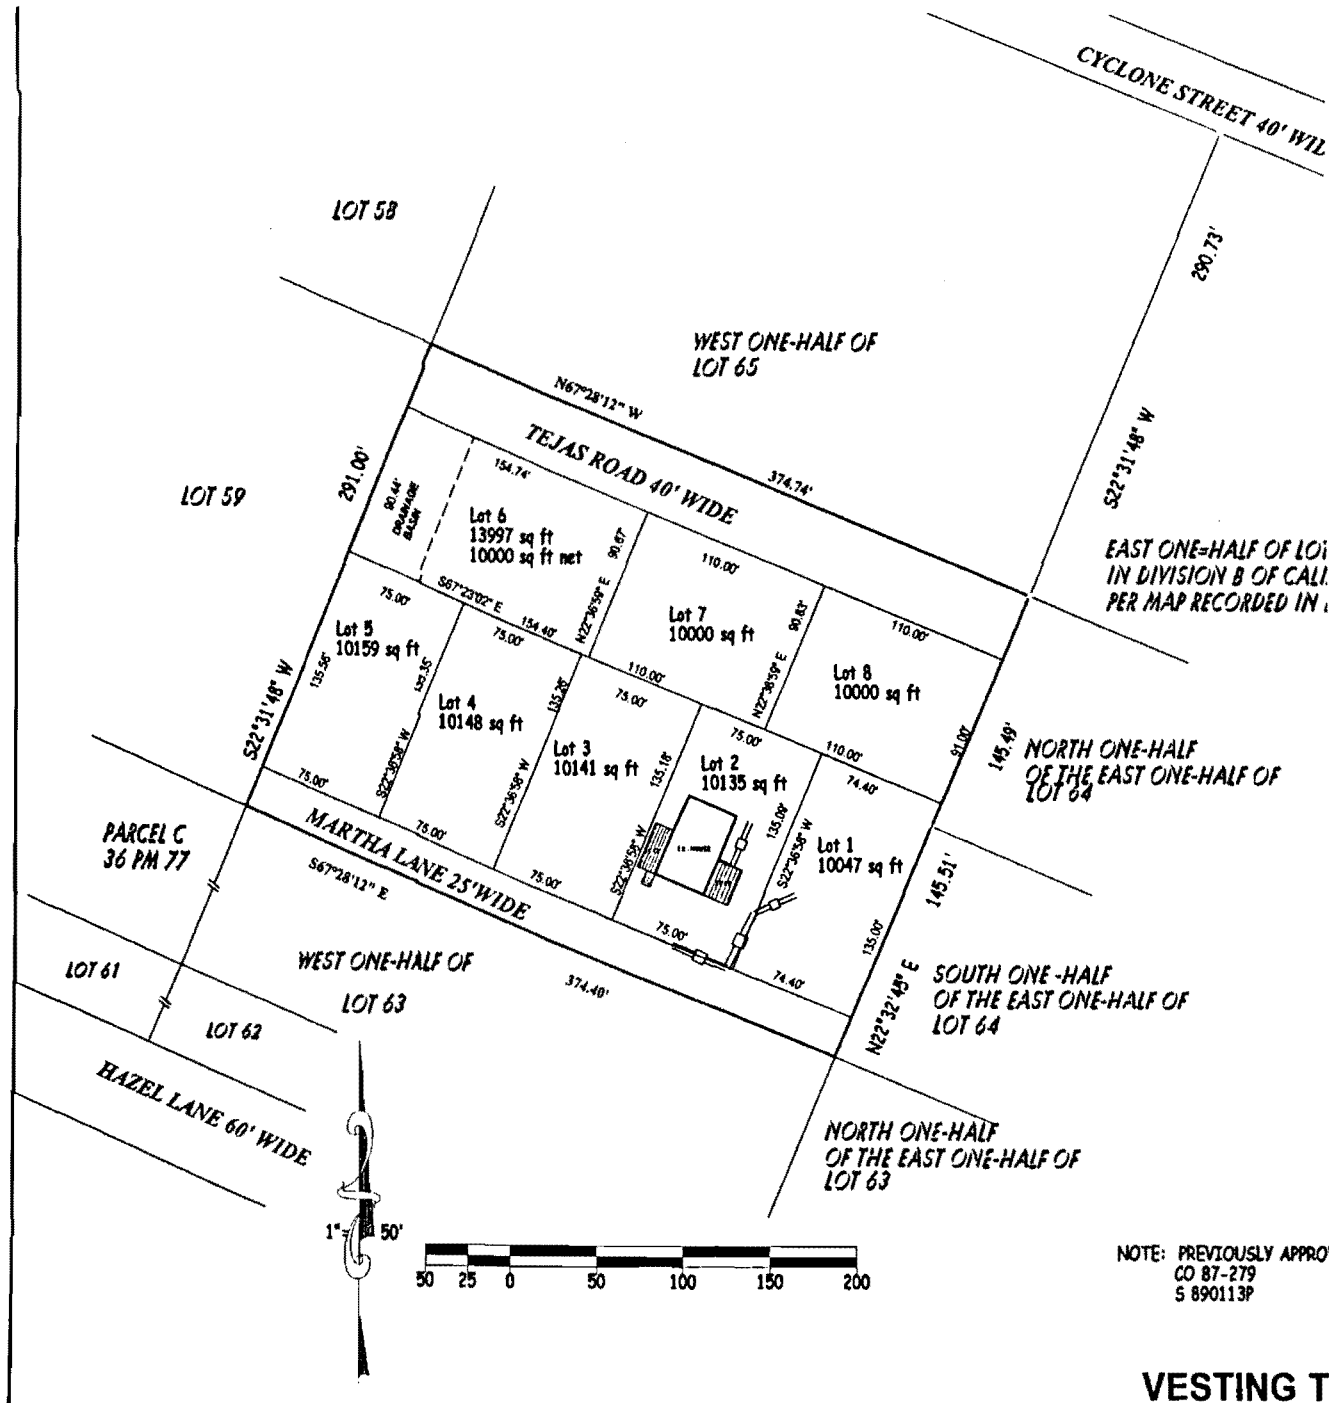 CYCLONE STREET 40' WID
LOT 58
290.73'
WEST ONE-HALF OF
LOT 65
N67°28'12" W
TEJAS ROAD 40' WIDE
374.74'
S22°31'48" W
291.00'
LOT 59
154.74'
90.44'
DRAINAGE
BASIN
Lot 6
13997 sq ft
10000 sq ft net
90.67'
110.00'
EAST ONE=HALF OF LOT
IN DIVISION B OF CALI
PER MAP RECORDED IN
S67°23'02" E
154.40'
N22°36'59" E
75.00'
Lot 5
10159 sq ft
75.00'
Lot 7
10000 sq ft
90.83'
110.00'
135.56'
135.35'
110.00'
Lot 8
10000 sq ft
S22°31'48" W
Lot 4
10148 sq ft
135.26'
75.00'
N22°36'59" E
91.00'
145.49'
NORTH ONE-HALF
OF THE EAST ONE-HALF OF
LOT 64
75.00'
S22°36'58" W
Lot 3
10141 sq ft
135.18'
75.00'
Lot 2
10135 sq ft
110.00'
74.40'
MARTHA LANE 25'WIDE
75.00'
S22°36'58" W
135.09'
PARCEL C
36 PM 77
S67°28'12" E
75.00'
S22°36'58" W
S22°36'58" W
Lot 1
10047 sq ft
145.51'
75.00'
135.00'
LOT 61
WEST ONE-HALF OF
LOT 63
374.40'
74.40'
N22°32'45" E
SOUTH ONE -HALF
OF THE EAST ONE-HALF OF
LOT 64
LOT 62
HAZEL LANE 60' WIDE
NORTH ONE-HALF
OF THE EAST ONE-HALF OF
LOT 63
1"= 50'
50 25 0 50 100 150 200
NOTE: PREVIOUSLY APPRO
CO 87-279
S 890113P
VESTING T